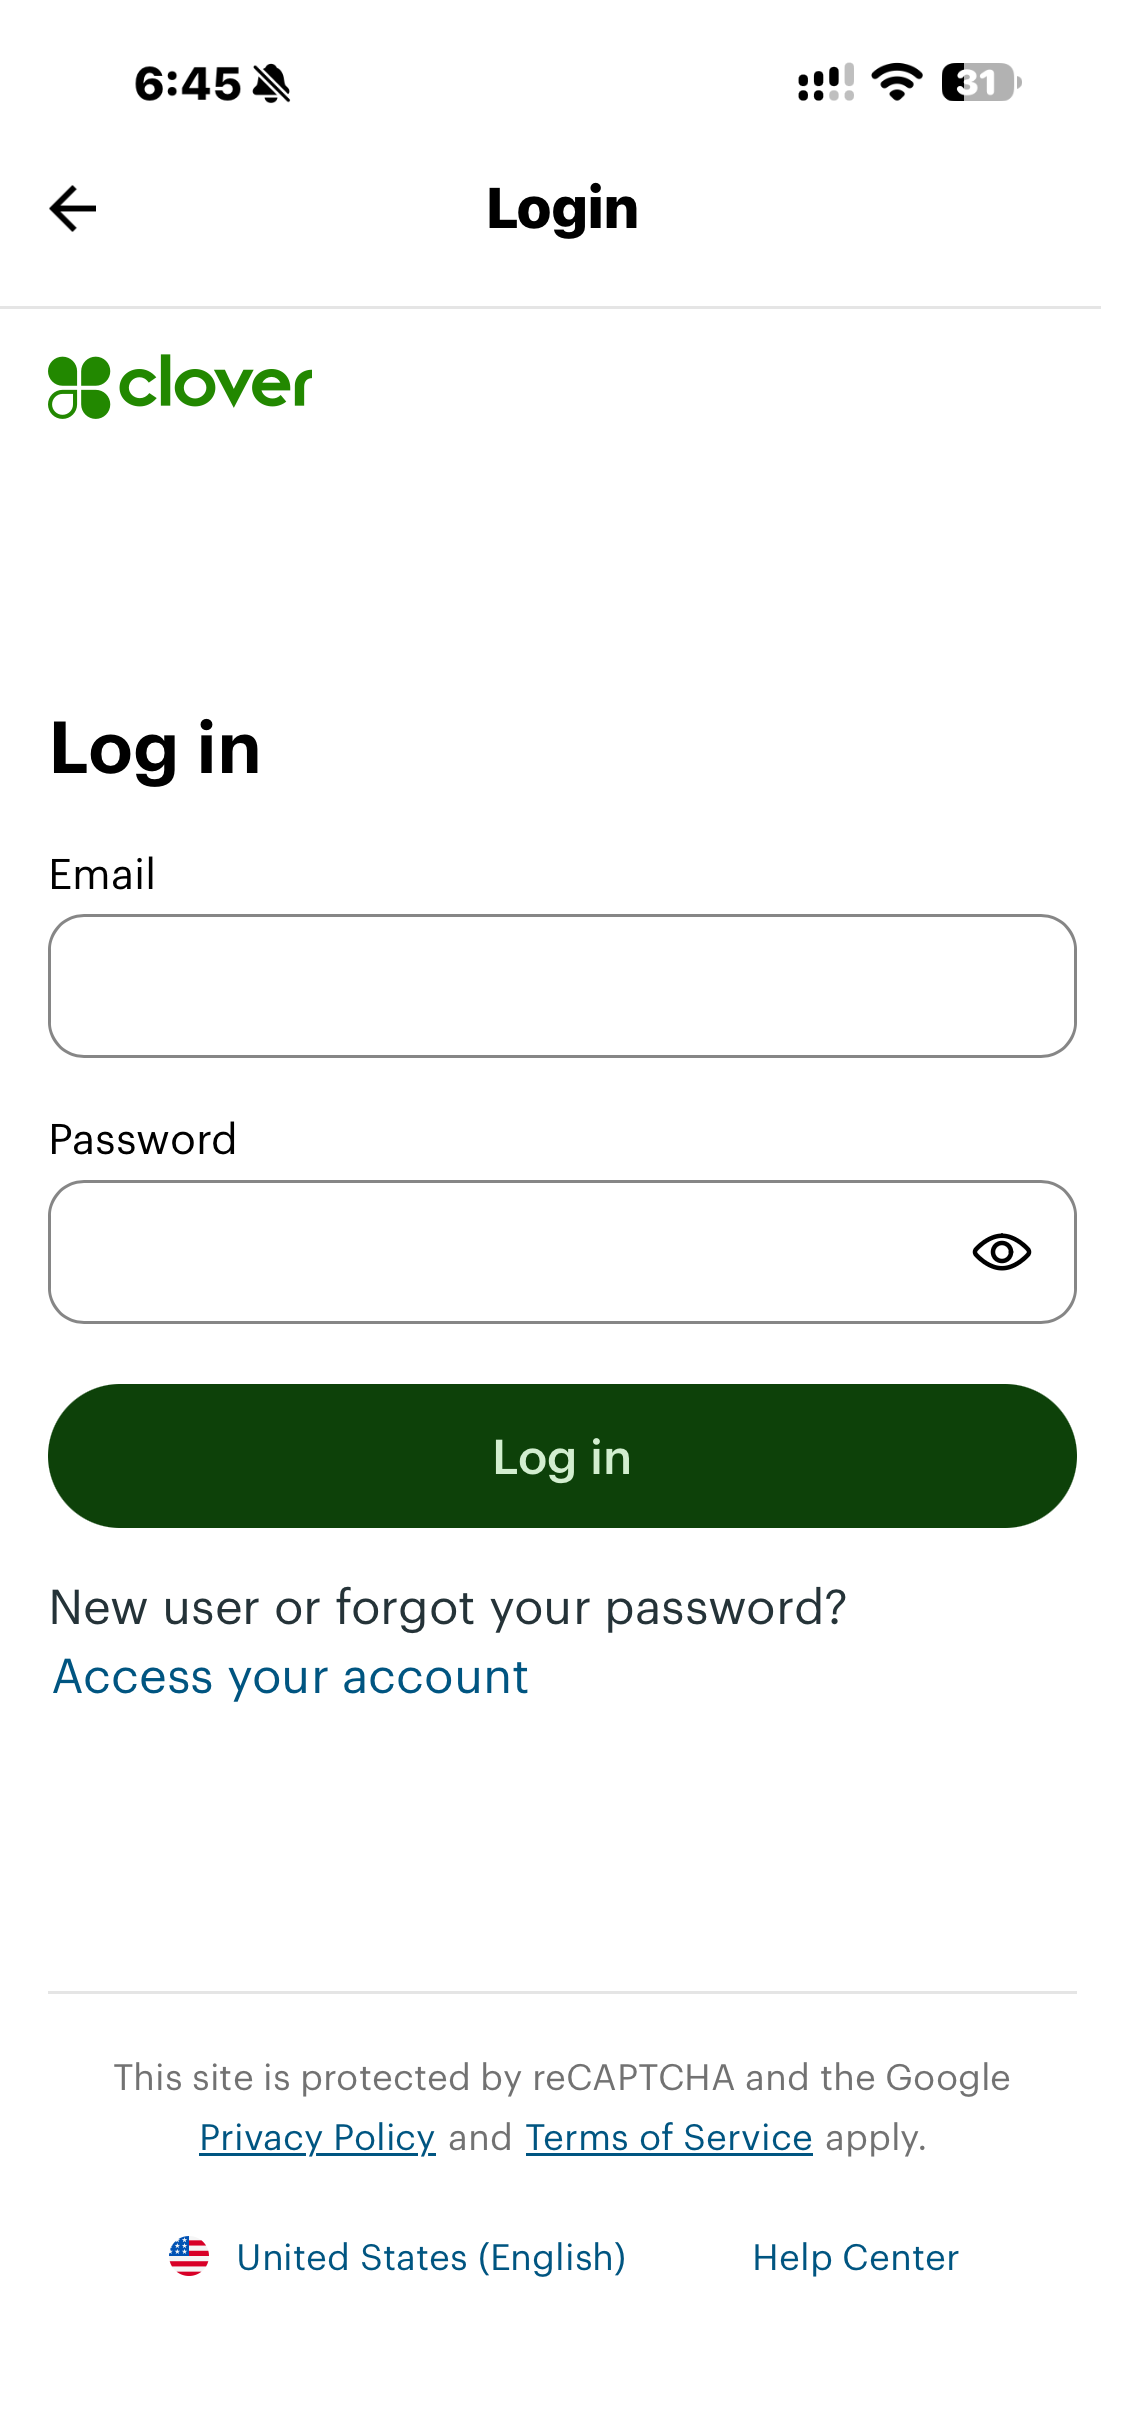 6:45
31
Login
clover
Log in
Email
Password
Log in
New user or forgot your password?
Access your account
This site is protected by reCAPTCHA and the Google
Privacy Policy and Terms of Service apply.
United States (English) Help Center